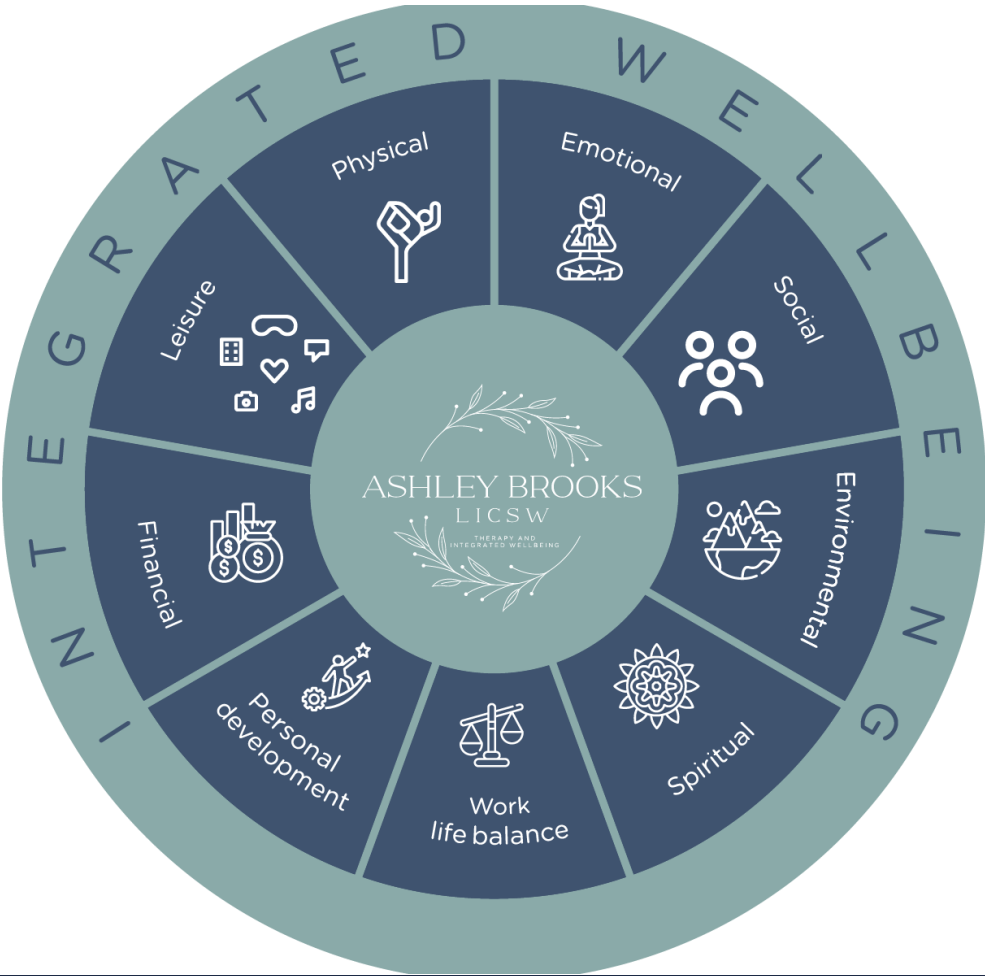 INTEGRATED WELLBEING
Physical
Emotional
Social
Environmental
Spiritual
Work
life balance
Personal
development
Financial
Leisure
ASHLEY BROOKS
LICSW
THERAPY AND
INTEGRATED WELLBEING
$
$
$